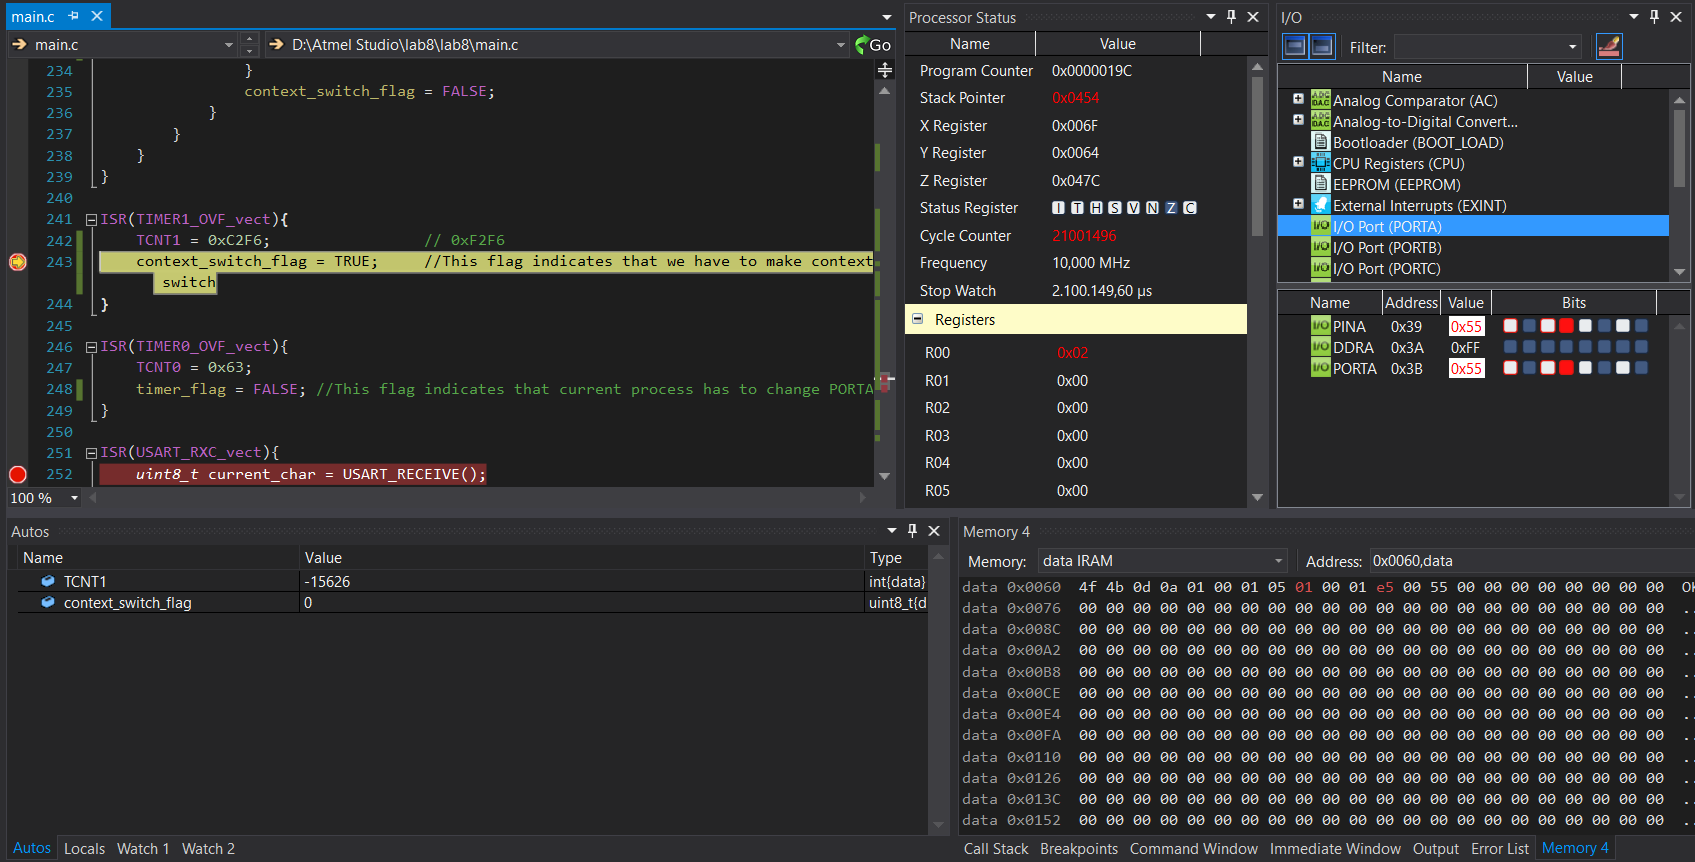 main.c
main.c
D:\Atmel Studio\lab8\lab8\main.c
Go
234 }
235 context_switch_flag = FALSE;
236 }
237 }
238 }
239 }
240
241 ISR(TIMER1_OVF_vect){
242 TCNT1 = 0xC2F6; // 0xF2F6
243 context_switch_flag = TRUE; //This flag indicates that we have to make context
switch
244 }
245
246 ISR(TIMER0_OVF_vect){
247 TCNT0 = 0x63;
248 timer_flag = FALSE; //This flag indicates that current process has to change PORTA
249 }
250
251 ISR(USART_RXC_vect){
252 uint8_t current_char = USART_RECEIVE();
100 %
Processor Status
Name Value
Program Counter 0x0000019C
Stack Pointer 0x0454
X Register 0x006F
Y Register 0x0064
Z Register 0x047C
Status Register I T H S V N Z C
Cycle Counter 21001496
Frequency 10,000 MHz
Stop Watch 2.100.149,60 µs
Registers
R00 0x02
R01 0x00
R02 0x00
R03 0x00
R04 0x00
R05 0x00
I/O
Filter:
Name Value
Analog Comparator (AC)
Analog-to-Digital Convert...
Bootloader (BOOT_LOAD)
CPU Registers (CPU)
EEPROM (EEPROM)
External Interrupts (EXINT)
I/O Port (PORTA)
I/O Port (PORTB)
I/O Port (PORTC)
Name Address Value Bits
PINA 0x39 0x55
DDRA 0x3A 0xFF
PORTA 0x3B 0x55
Autos
Name Value Type
TCNT1 -15626 int{data}
context_switch_flag 0 uint8_t{d
Autos Locals Watch 1 Watch 2
Memory 4
Memory: data IRAM Address: 0x0060,data
data 0x0060 4f 4b 0d 0a 01 00 01 05 01 00 01 e5 00 55 00 00 00 00 00 00 00 00 OK
data 0x0076 00 00 00 00 00 00 00 00 00 00 00 00 00 00 00 00 00 00 00 00 00 00 ..
data 0x008C 00 00 00 00 00 00 00 00 00 00 00 00 00 00 00 00 00 00 00 00 00 00 ..
data 0x00A2 00 00 00 00 00 00 00 00 00 00 00 00 00 00 00 00 00 00 00 00 00 00 ..
data 0x00B8 00 00 00 00 00 00 00 00 00 00 00 00 00 00 00 00 00 00 00 00 00 00 ..
data 0x00CE 00 00 00 00 00 00 00 00 00 00 00 00 00 00 00 00 00 00 00 00 00 00 ..
data 0x00E4 00 00 00 00 00 00 00 00 00 00 00 00 00 00 00 00 00 00 00 00 00 00 ..
data 0x00FA 00 00 00 00 00 00 00 00 00 00 00 00 00 00 00 00 00 00 00 00 00 00 ..
data 0x0110 00 00 00 00 00 00 00 00 00 00 00 00 00 00 00 00 00 00 00 00 00 00 ..
data 0x0126 00 00 00 00 00 00 00 00 00 00 00 00 00 00 00 00 00 00 00 00 00 00 ..
data 0x013C 00 00 00 00 00 00 00 00 00 00 00 00 00 00 00 00 00 00 00 00 00 00 ..
data 0x0152 00 00 00 00 00 00 00 00 00 00 00 00 00 00 00 00 00 00 00 00 00 00 ..
Call Stack Breakpoints Command Window Immediate Window Output Error List Memory 4